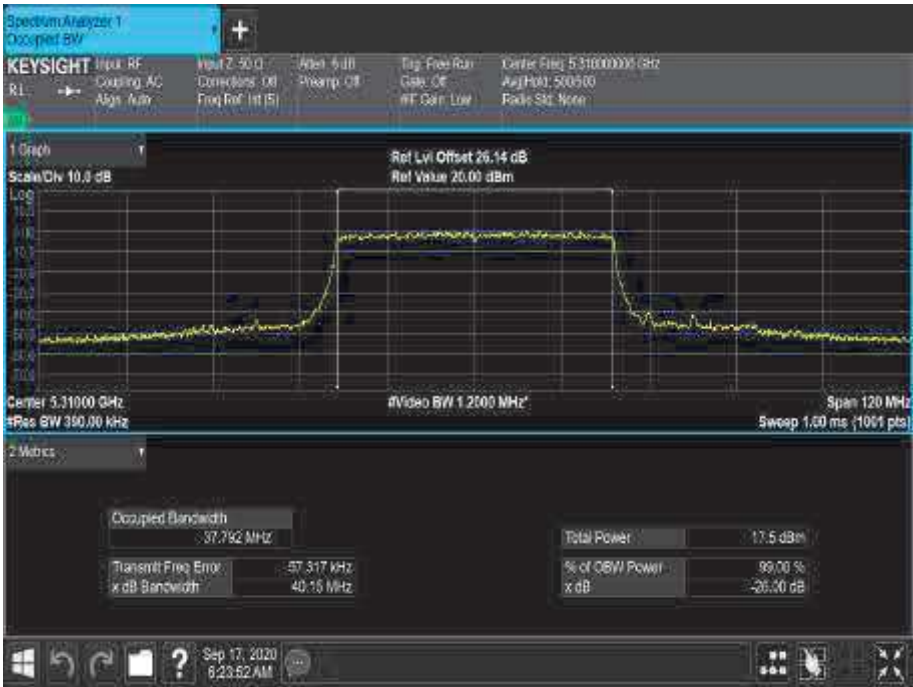 Spectrum Analyzer 1
Occupied BW
+
KEYSIGHT
Input: RF
Coupling: AC
Align: Auto
Input Z: 50 Ω
Corrections: Off
Freq Ref: Int (S)
Atten: 6 dB
Preamp: Off
Trig: Free Run
Gate: Off
#IF Gain: Low
Center Freq: 5.310000000 GHz
Avg|Hold: 500/500
Radio Std: None
1 Graph
Scale/Div 10.0 dB
Ref Lvl Offset 26.14 dB
Ref Value 20.00 dBm
Log
Center 5.31000 GHz
#Res BW 390.00 kHz
#Video BW 1.2000 MHz*
Span 120 MHz
Sweep 1.00 ms (1001 pts)
2 Metrics
Occupied Bandwidth
37.792 MHz
Transmit Freq Error
-57.317 kHz
x dB Bandwidth
40.15 MHz
Total Power
17.5 dBm
% of OBW Power
99.00 %
x dB
-26.00 dB
?
Sep 17, 2020
6:23:52 AM